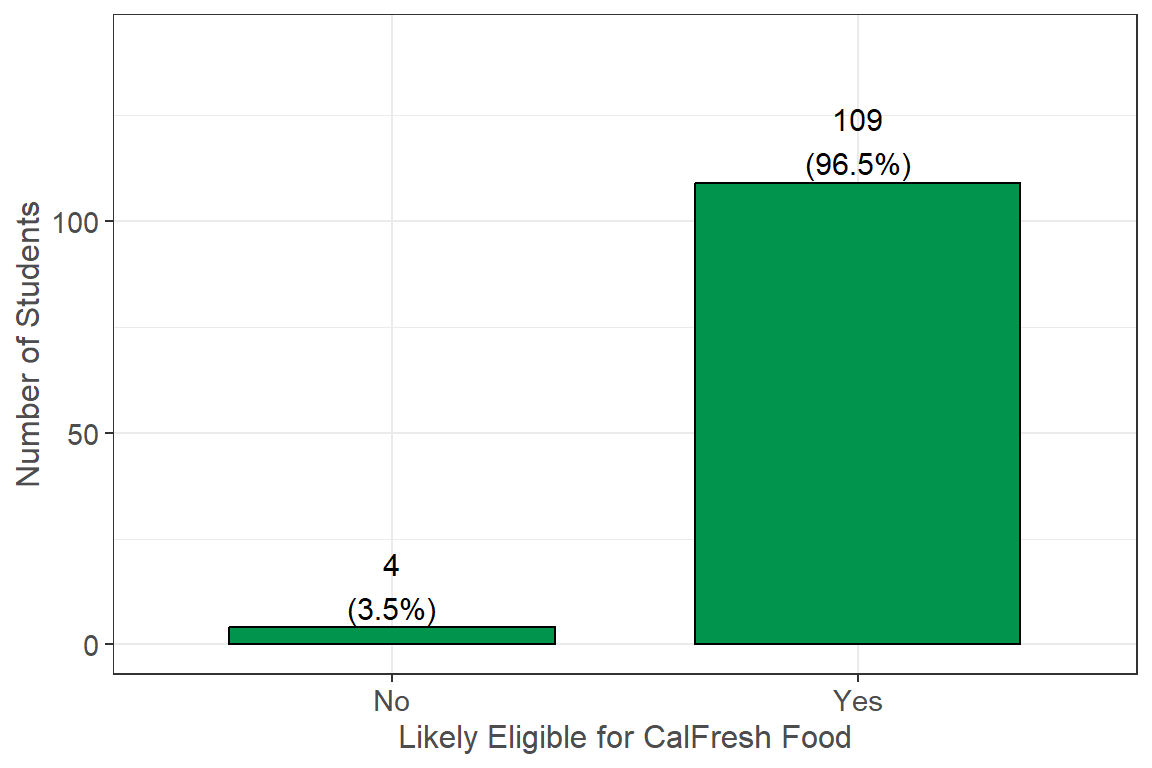 Number of Students
100
50
0
109
(96.5%)
4
(3.5%)
No
Yes
Likely Eligible for CalFresh Food